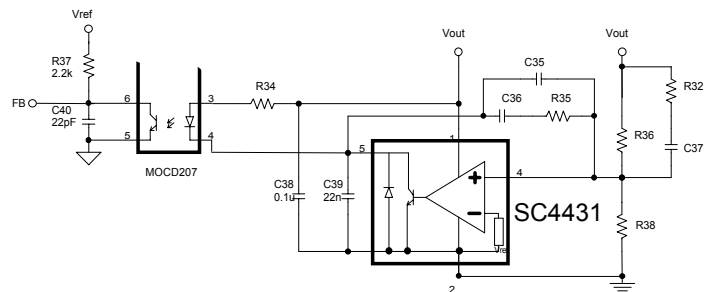 Vref
Vout
Vout
R37
2.2k
C35
R34
R32
C36
R35
FB
6
3
C40
22pF
R36
C37
1
5
4
5
MOCD207
4
C38
0.1u
C39
22n
SC4431
R38
Vre
2